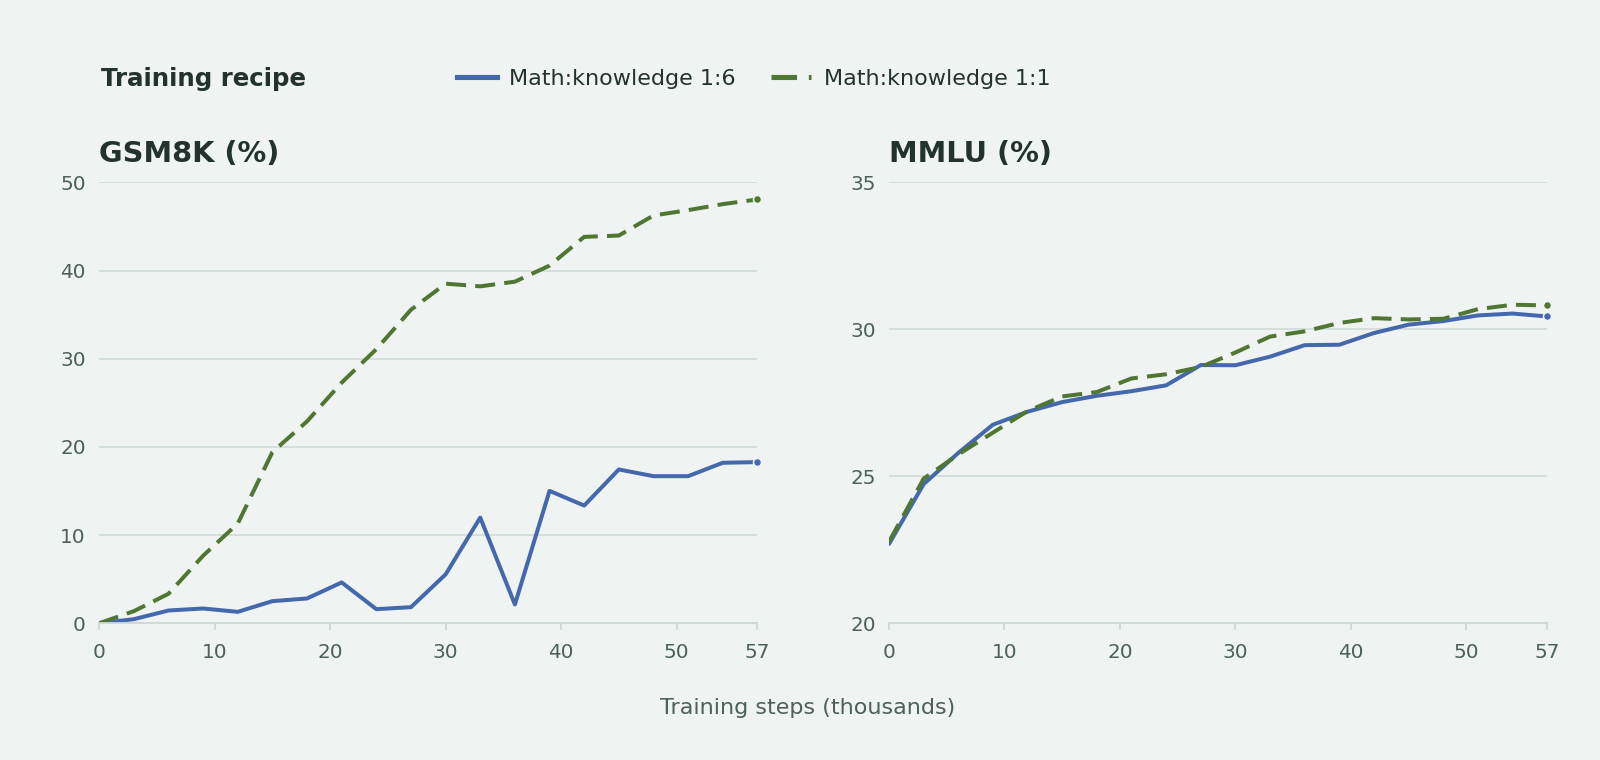 Training recipe Math:knowledge 1:6 Math:knowledge 1:1
GSM8K (%)
50
40
30
20
10
0
0 10 20 30 40 50 57
MMLU (%)
35
30
25
20
0 10 20 30 40 50 57
Training steps (thousands)